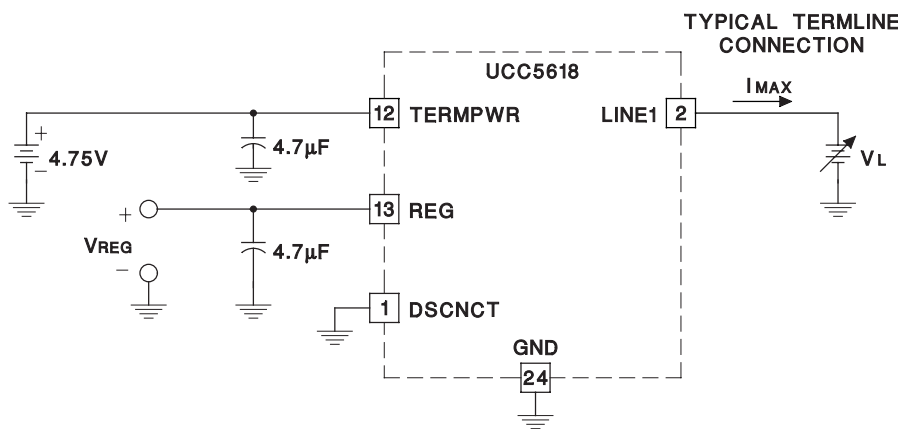 TYPICAL TERMLINE
CONNECTION
UCC5618
IMAX
12 TERMPWR
LINE1 2
+
4.75V
−
4.7μF
VL
+
13 REG
VREG
4.7μF
−
1 DSCNCT
GND
24